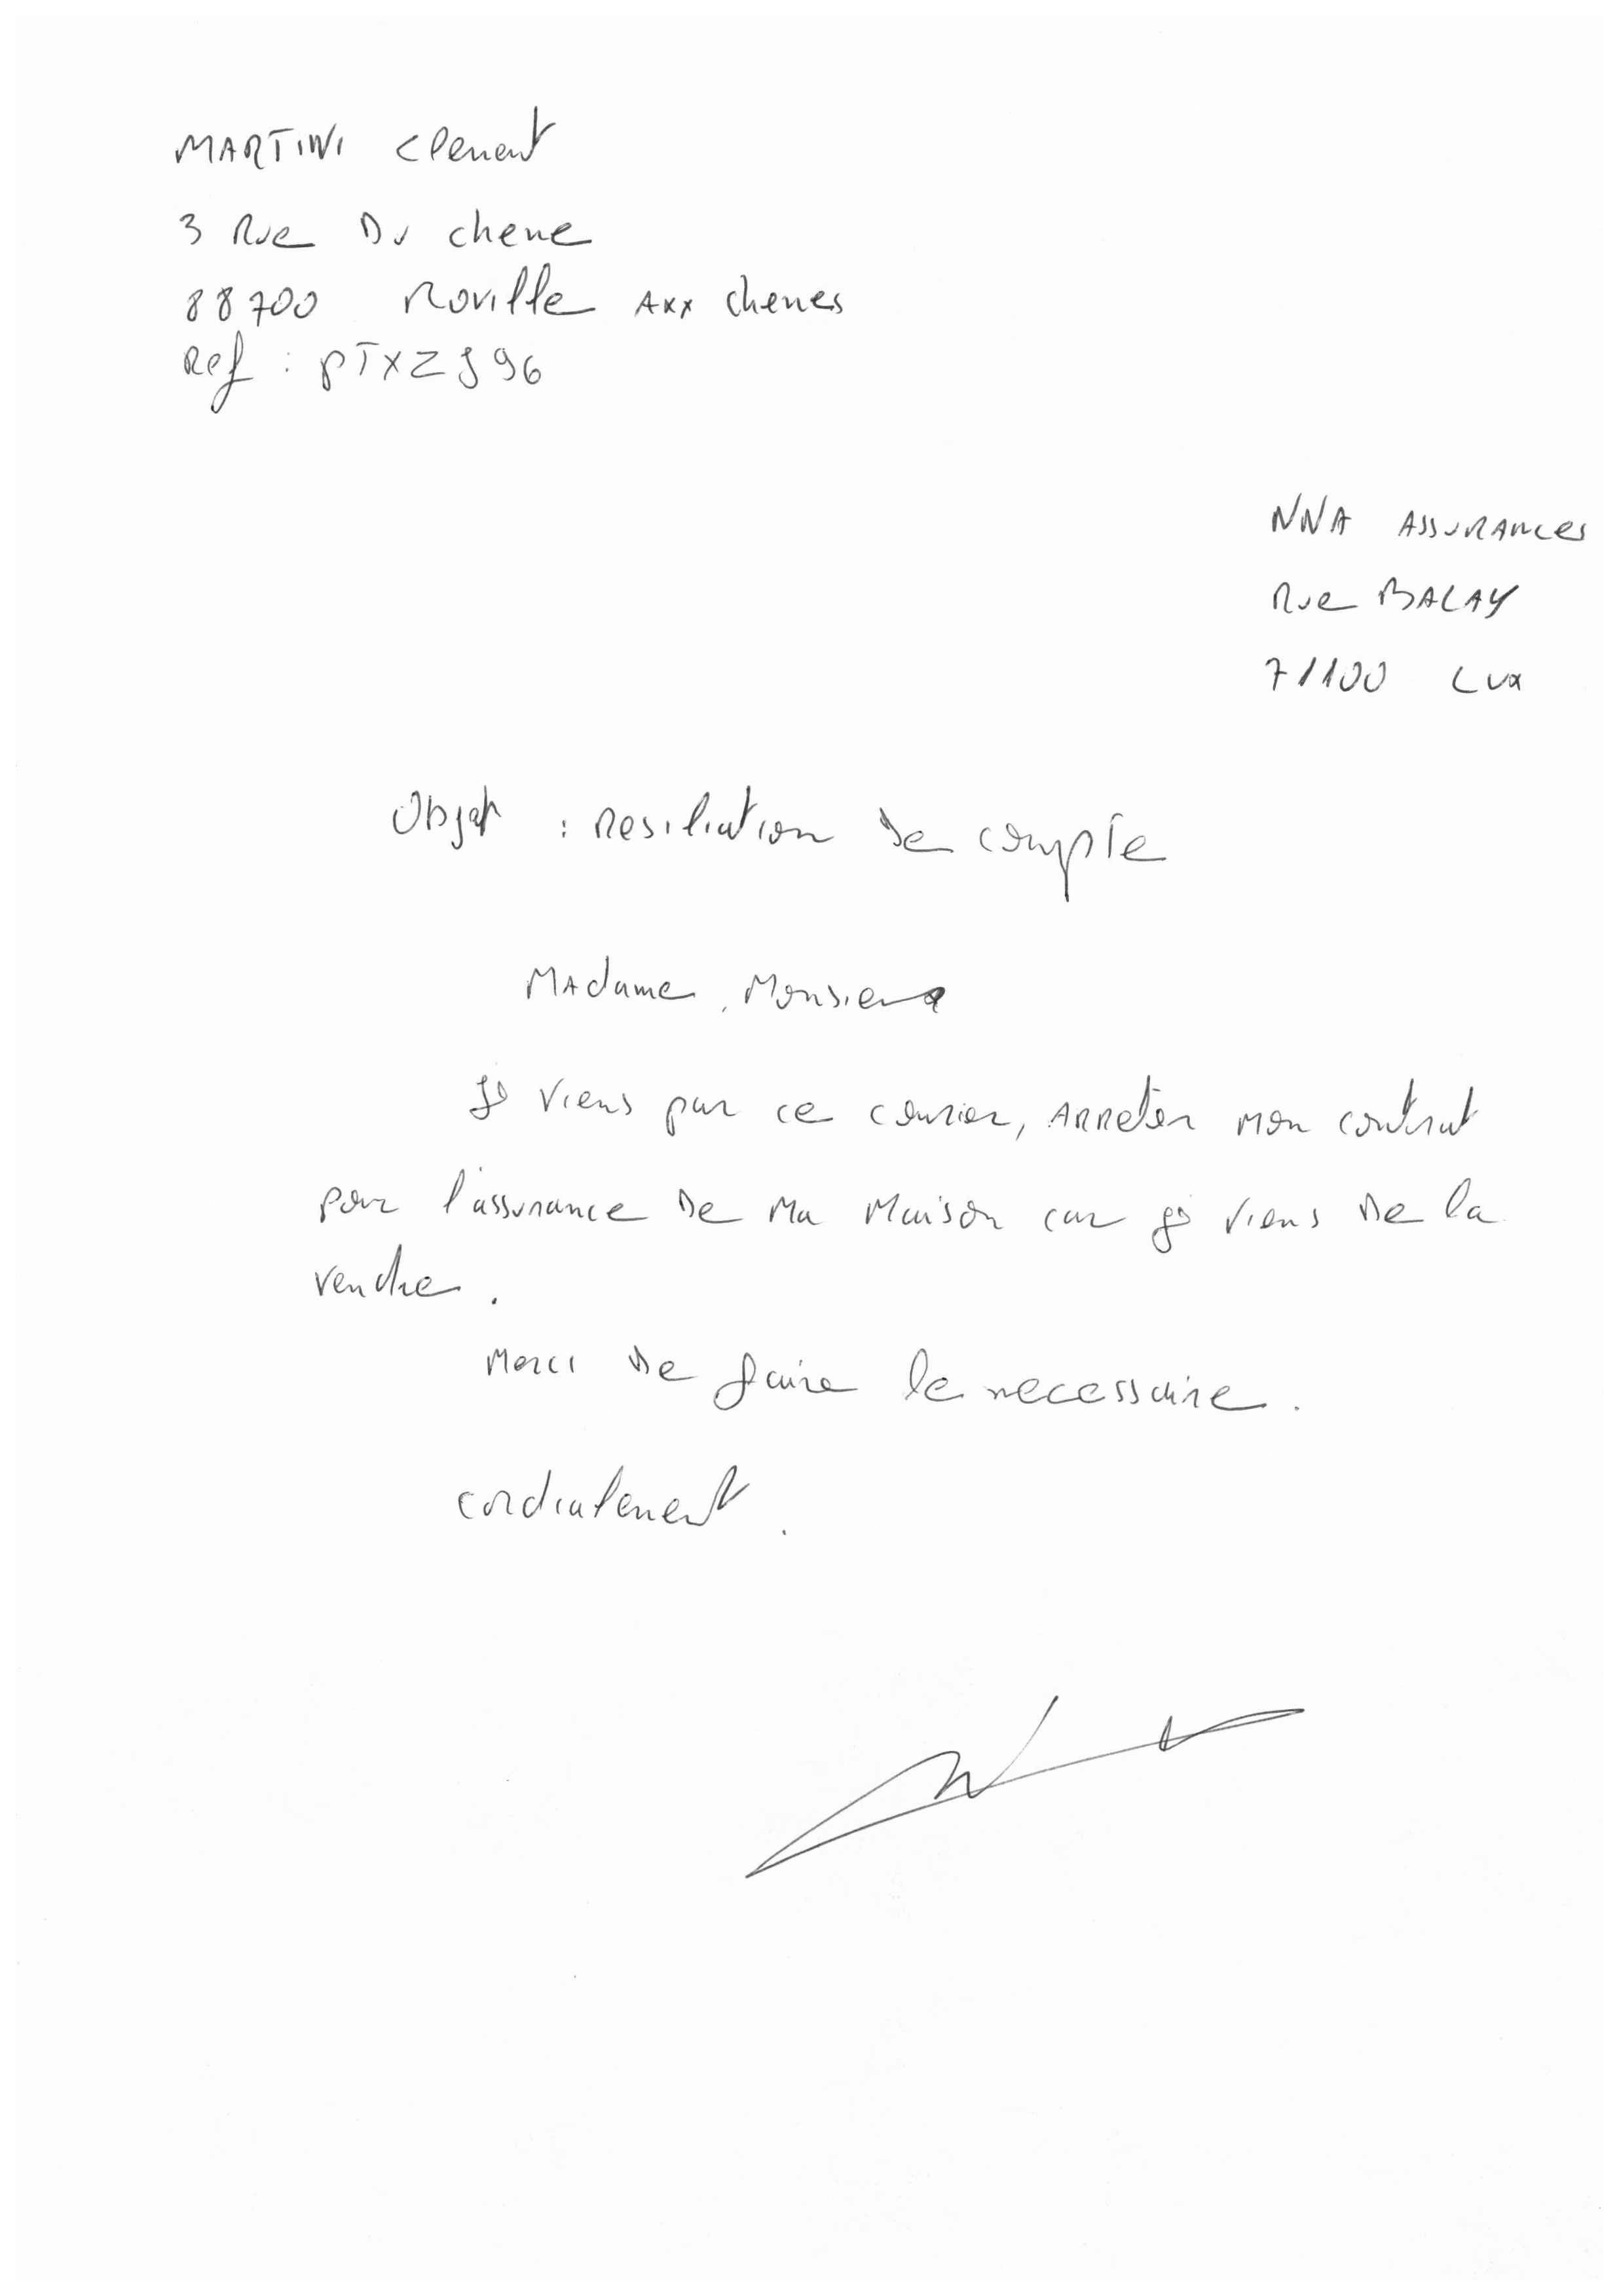 MARTINI Clement
3 Rue Du chene
88700 Roville Aux chenes
Ref :
NNA Assurances
Rue BALAY
71100 Lux
Objet : Resiliation De compte
Madame, Monsieur
Je viens par ce courier, Arreter mon contrat
pour l'assurance De Ma Maison car je viens De la
vendre.
Merci De faire le necessaire.
cordialement.